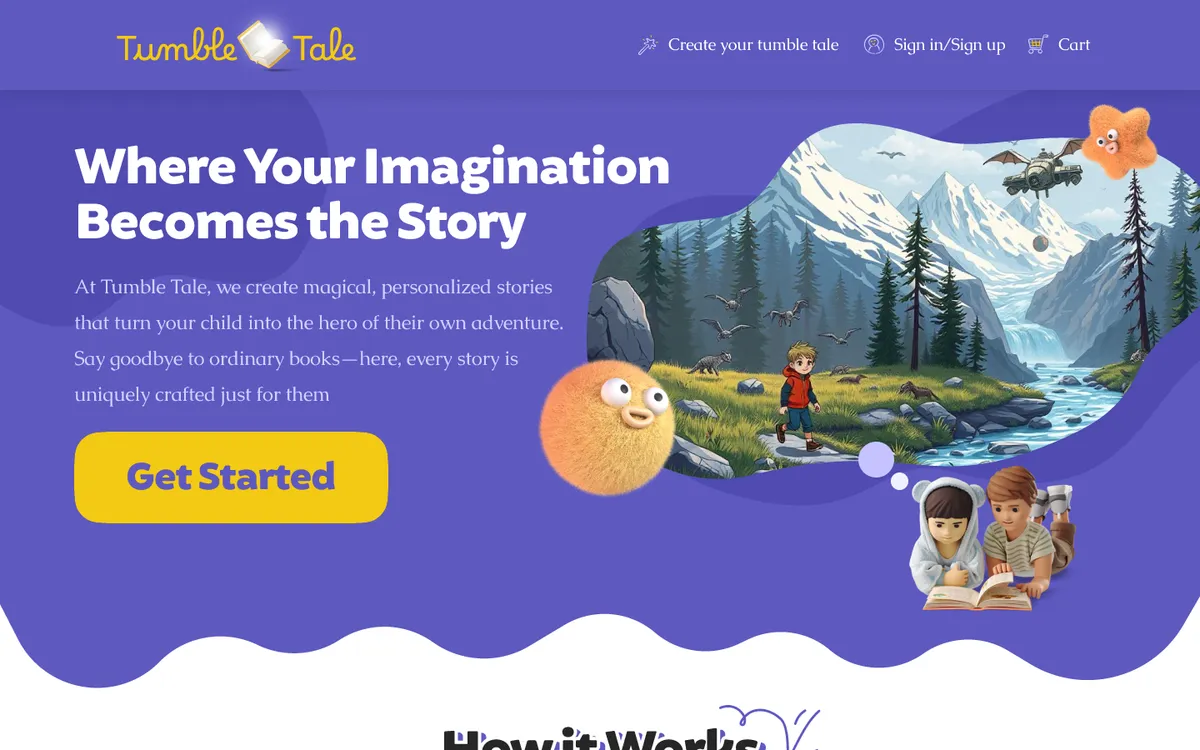 Tumble Tale
Create your tumble tale
Sign in/Sign up
Cart
Where Your Imagination
Becomes the Story
At Tumble Tale, we create magical, personalized stories
that turn your child into the hero of their own adventure.
Say goodbye to ordinary books—here, every story is
uniquely crafted just for them
Get Started
How it Works